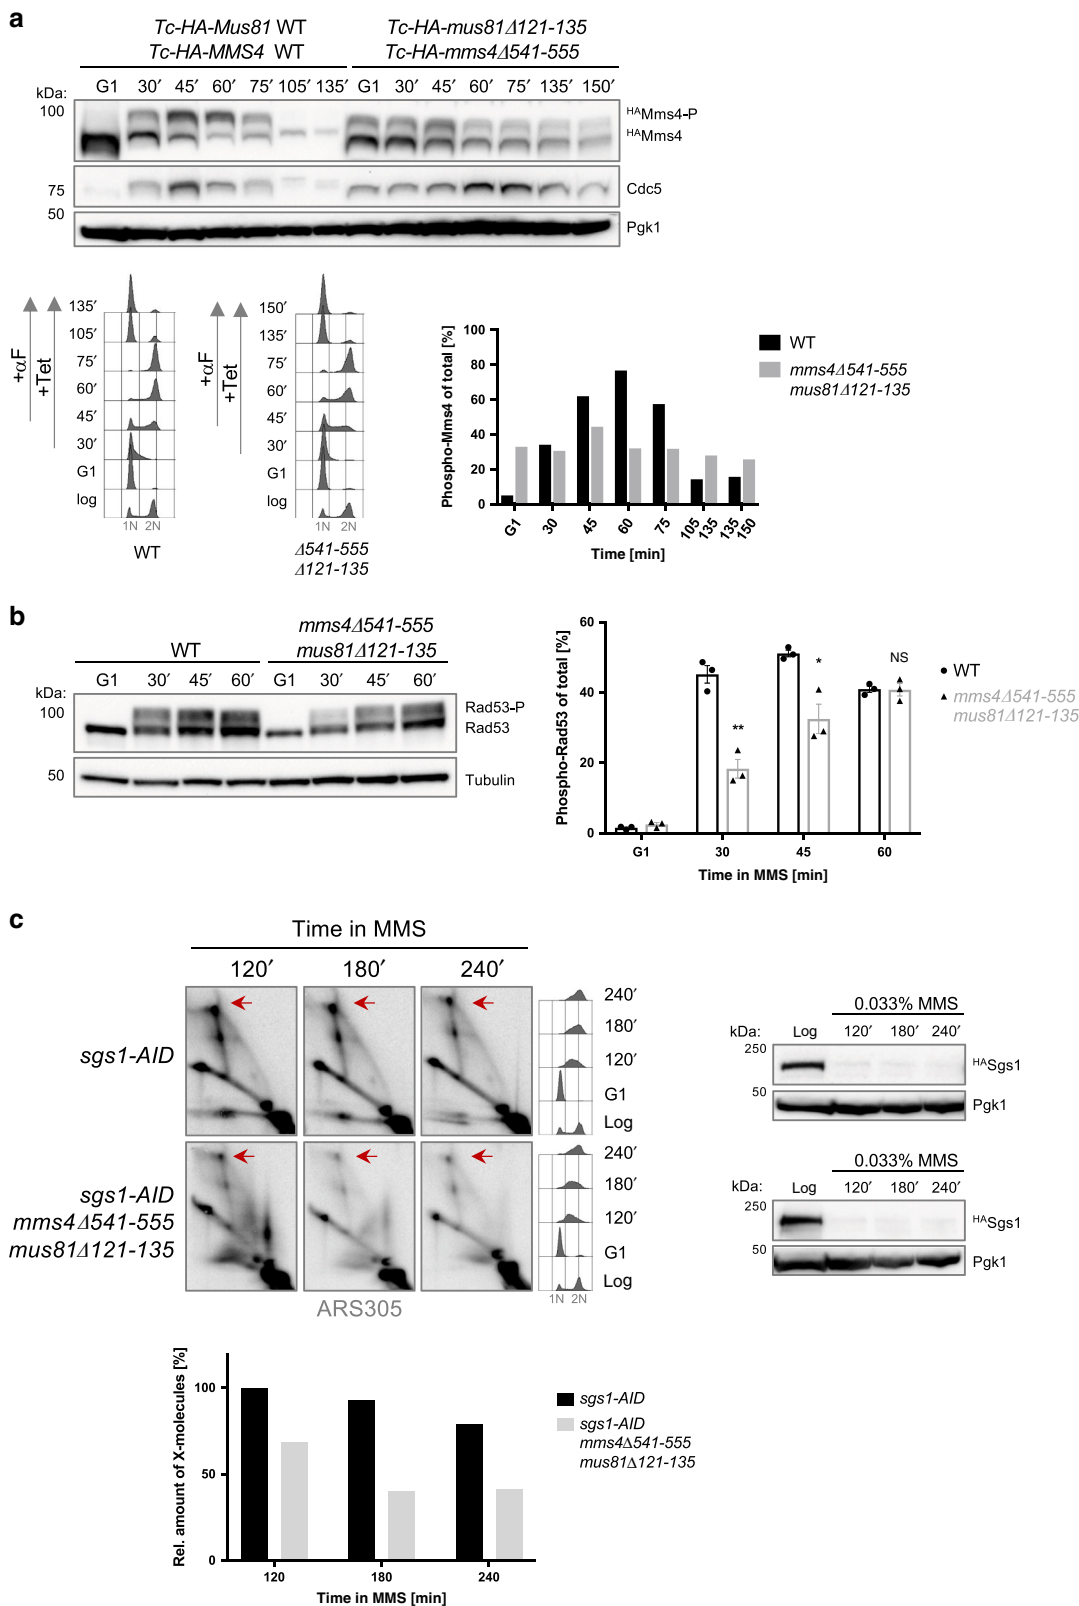 a
Tc-HA-Mus81 WT
Tc-HA-MMS4 WT
Tc-HA-mus81Δ121-135
Tc-HA-mms4Δ541-555
kDa:
G1 30′ 45′ 60′ 75′ 105′ 135′ G1 30′ 45′ 60′ 75′ 135′ 150′
100
HAMms4-P
HAMms4
75
Cdc5
50
Pgk1
+αF
+Tet
135′
105′
75′
60′
45′
30′
G1
log
1N 2N
WT
+αF
+Tet
150′
135′
75′
60′
45′
30′
G1
log
1N 2N
Δ541-555
Δ121-135
Phospho-Mms4 of total [%]
100
80
60
40
20
0
G1 30 45 60 75 105 135 135 150
Time [min]
WT
mms4Δ541-555
mus81Δ121-135
b
WT
mms4Δ541-555
mus81Δ121-135
kDa:
G1 30′ 45′ 60′ G1 30′ 45′ 60′
100
Rad53-P
Rad53
50
Tubulin
Phospho-Rad53 of total [%]
60
40
20
0
**
*
NS
G1 30 45 60
Time in MMS [min]
WT
mms4Δ541-555
mus81Δ121-135
c
Time in MMS
120′ 180′ 240′
sgs1-AID
240′
180′
120′
G1
Log
sgs1-AID
mms4Δ541-555
mus81Δ121-135
240′
180′
120′
G1
Log
1N 2N
ARS305
0.033% MMS
kDa: Log 120′ 180′ 240′
250
HASgs1
50
Pgk1
0.033% MMS
kDa: Log 120′ 180′ 240′
250
HASgs1
50
Pgk1
Rel. amount of X-molecules [%]
100
50
0
120 180 240
Time in MMS [min]
sgs1-AID
sgs1-AID
mms4Δ541-555
mus81Δ121-135